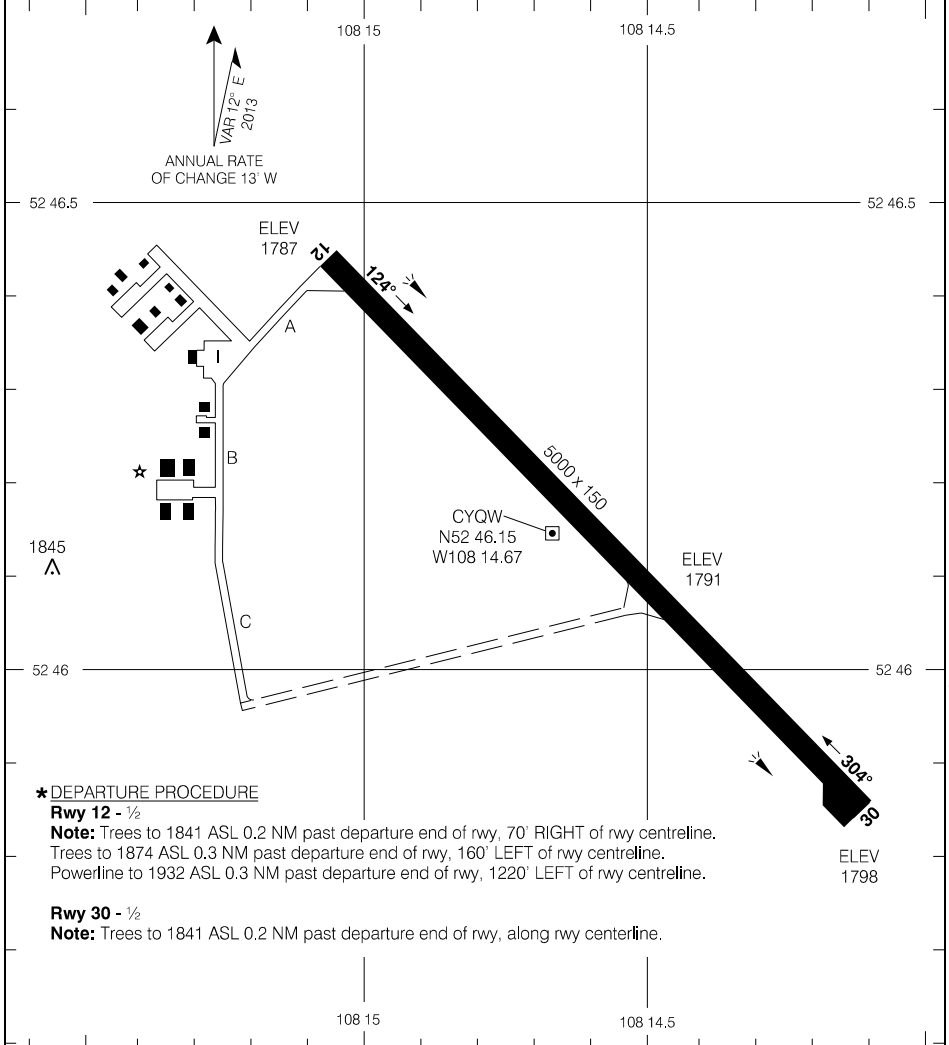 108 15
108 14.5
VAR 12° E
2013
ANNUAL RATE
OF CHANGE 13' W
52 46.5
52 46.5
ELEV
1787
12
124°
A
I
B
5000 x 150
CYQW
N52 46.15
W108 14.67
1845
ELEV
1791
C
52 46
52 46
304°
30
ELEV
1798
* DEPARTURE PROCEDURE
Rwy 12 - ½
Note: Trees to 1841 ASL 0.2 NM past departure end of rwy, 70' RIGHT of rwy centreline.
Trees to 1874 ASL 0.3 NM past departure end of rwy, 160' LEFT of rwy centreline.
Powerline to 1932 ASL 0.3 NM past departure end of rwy, 1220' LEFT of rwy centreline.
Rwy 30 - ½
Note: Trees to 1841 ASL 0.2 NM past departure end of rwy, along rwy centerline.
108 15
108 14.5